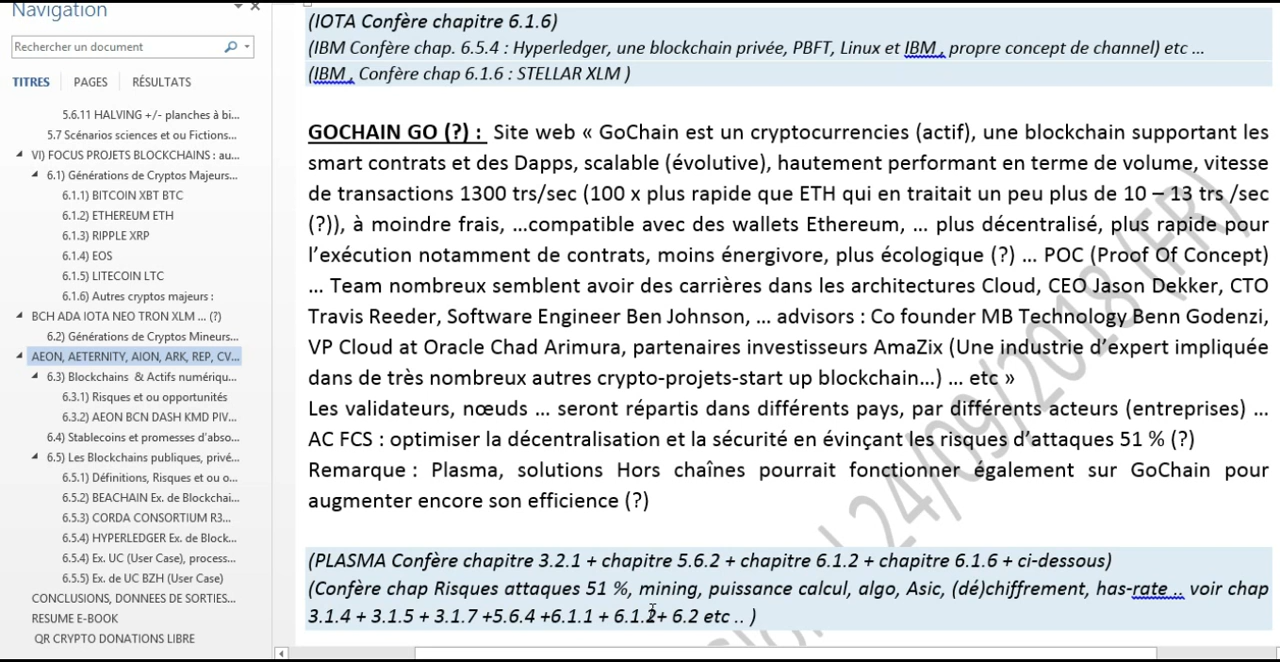 Navigation
Rechercher un document
TITRES PAGES RÉSULTATS
5.6.11 HALVING +/- planches à bi...
5.7 Scénarios sciences et ou Fictions...
VI) FOCUS PROJETS BLOCKCHAINS : au...
6.1) Générations de Cryptos Majeurs...
6.1.1) BITCOIN XBT BTC
6.1.2) ETHEREUM ETH
6.1.3) RIPPLE XRP
6.1.4) EOS
6.1.5) LITECOIN LTC
6.1.6) Autres cryptos majeurs :
BCH ADA IOTA NEO TRON XLM ... (?)
6.2) Générations de Cryptos Mineurs...
AEON, AETERNITY, AION, ARK, REP, CV...
6.3) Blockchains & Actifs numériqu...
6.3.1) Risques et ou opportunités
6.3.2) AEON BCN DASH KMD PIV...
6.4) Stablecoins et promesses d'abso...
6.5) Les Blockchains publiques, privé...
6.5.1) Définitions, Risques et ou o...
6.5.2) BEACHAIN Ex. de Blockchai...
6.5.3) CORDA CONSORTIUM R3...
6.5.4) HYPERLEDGER Ex. de Block...
6.5.4) Ex. UC (User Case), process...
6.5.5) Ex. de UC BZH (User Case)
CONCLUSIONS, DONNEES DE SORTIES...
RESUME E-BOOK
QR CRYPTO DONATIONS LIBRE
(IOTA Confère chapitre 6.1.6)
(IBM Confère chap. 6.5.4 : Hyperledger, une blockchain privée, PBFT, Linux et IBM , propre concept de channel) etc ...
(IBM , Confère chap 6.1.6 : STELLAR XLM )
GOCHAIN GO (?) : Site web « GoChain est un cryptocurrencies (actif), une blockchain supportant les
smart contrats et des Dapps, scalable (évolutive), hautement performant en terme de volume, vitesse
de transactions 1300 trs/sec (100 x plus rapide que ETH qui en traitait un peu plus de 10 – 13 trs /sec
(?)), à moindre frais, ...compatible avec des wallets Ethereum, ... plus décentralisé, plus rapide pour
l'exécution notamment de contrats, moins énergivore, plus écologique (?) ... POC (Proof Of Concept)
... Team nombreux semblent avoir des carrières dans les architectures Cloud, CEO Jason Dekker, CTO
Travis Reeder, Software Engineer Ben Johnson, ... advisors : Co founder MB Technology Benn Godenzi,
VP Cloud at Oracle Chad Arimura, partenaires investisseurs AmaZix (Une industrie d'expert impliquée
dans de très nombreux autres crypto-projets-start up blockchain...) ... etc »
Les validateurs, nœuds ... seront répartis dans différents pays, par différents acteurs (entreprises) ...
AC FCS : optimiser la décentralisation et la sécurité en évinçant les risques d'attaques 51 % (?)
Remarque : Plasma, solutions Hors chaînes pourrait fonctionner également sur GoChain pour
augmenter encore son efficience (?)
(PLASMA Confère chapitre 3.2.1 + chapitre 5.6.2 + chapitre 6.1.2 + chapitre 6.1.6 + ci-dessous)
(Confère chap Risques attaques 51 %, mining, puissance calcul, algo, Asic, (dé)chiffrement, has-rate .. voir chap
3.1.4 + 3.1.5 + 3.1.7 +5.6.4 +6.1.1 + 6.1.2+ 6.2 etc .. )
24/09/2018 (FR)